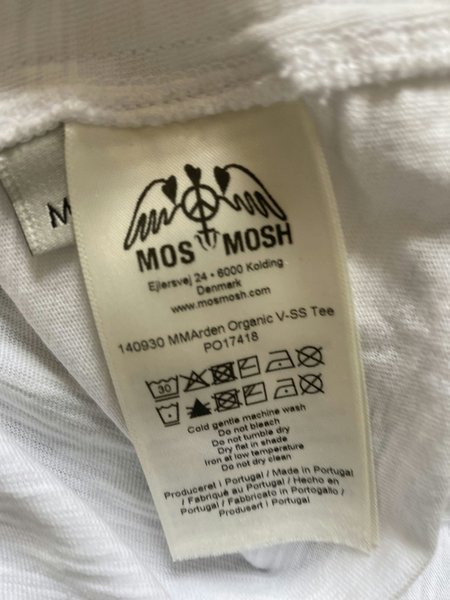 M
MOS MOSH
Ejlersvej 24 • 6000 Kolding
Denmark
www.mosmosh.com
140930 MMArden Organic V-SS Tee
PO17418
30
Cold gentle machine wash
Do not bleach
Do not tumble dry
Dry flat in shade
Iron at low temperature
Do not dry clean
Produceret i Portugal / Made in Portugal
/ Fabriqué au Portugal / Hecho en
Portugal / Fabbricato in Portogallo /
Produsert i Portugal